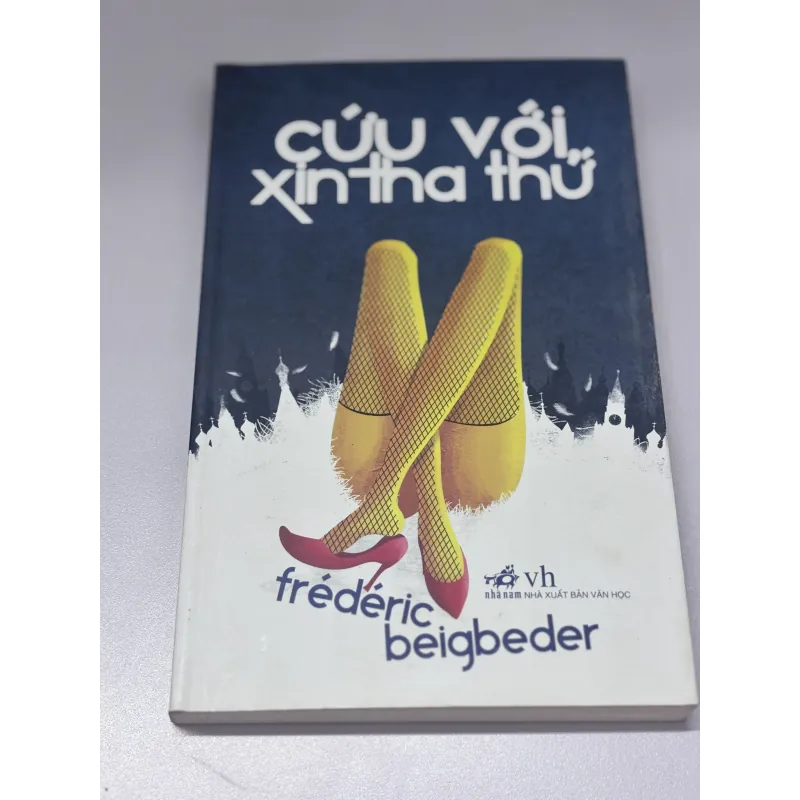 cứu với,
xin tha thứ
vh
nhã nam NHÀ XUẤT BẢN VĂN HỌC
frédéric
beigbeder